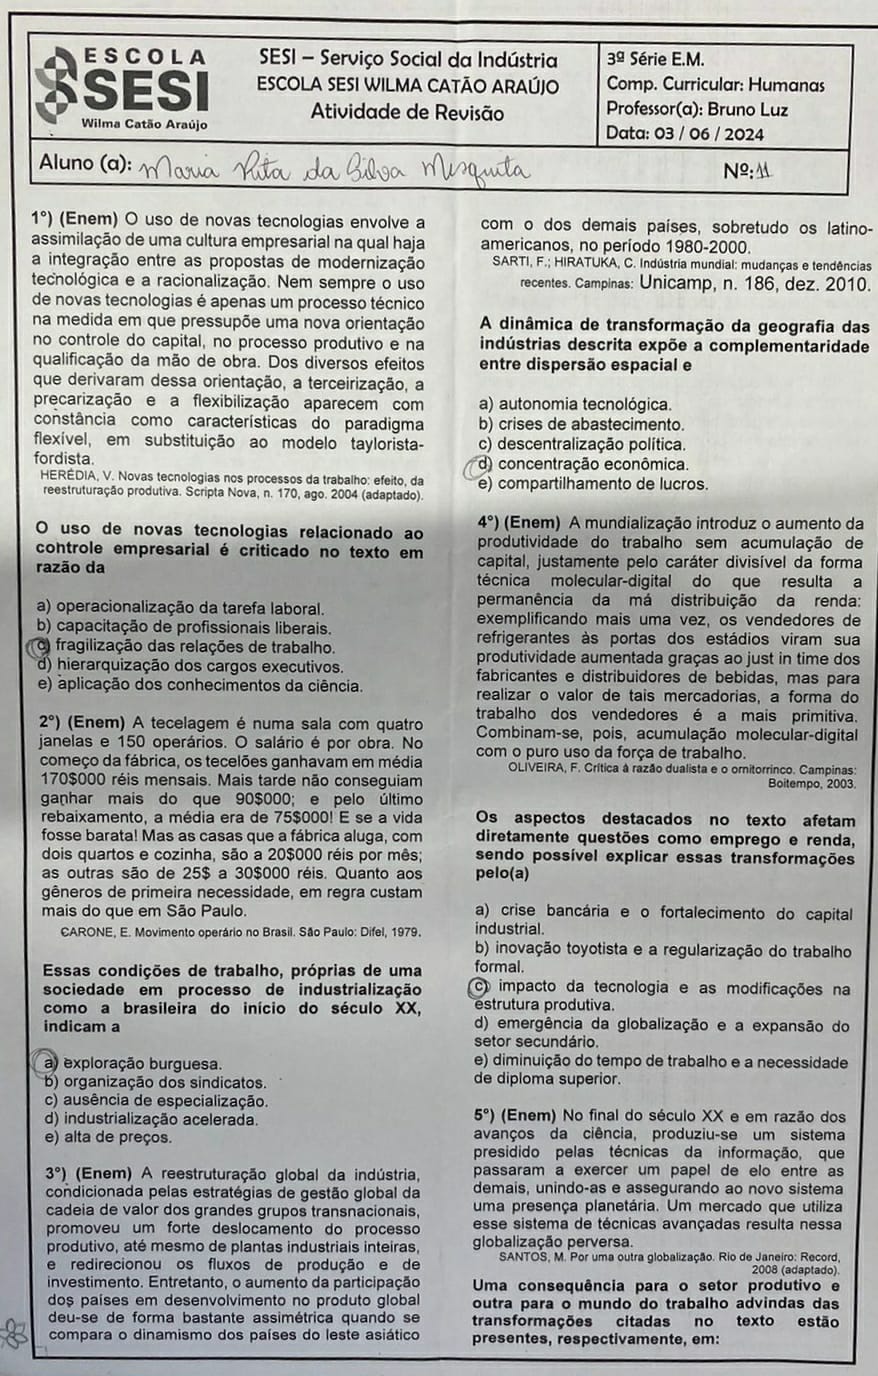 ESCOLA
SESI
Wilma Catão Araújo
SESI – Serviço Social da Indústria
ESCOLA SESI WILMA CATÃO ARAÚJO
Atividade de Revisão
3ª Série E.M.
Comp. Curricular: Humanas
Professor(a): Bruno Luz
Data: 03 / 06 / 2024
Aluno (a): Maria Rita da Silva Mesquita
Nº: 11
1°) (Enem) O uso de novas tecnologias envolve a
assimilação de uma cultura empresarial na qual haja
a integração entre as propostas de modernização
tecnológica e a racionalização. Nem sempre o uso
de novas tecnologias é apenas um processo técnico
na medida em que pressupõe uma nova orientação
no controle do capital, no processo produtivo e na
qualificação da mão de obra. Dos diversos efeitos
que derivaram dessa orientação, a terceirização, a
precarização e a flexibilização aparecem com
constância como características do paradigma
flexível, em substituição ao modelo taylorista-
fordista.
HERÉDIA, V. Novas tecnologias nos processos da trabalho: efeito, da
reestruturação produtiva. Scripta Nova, n. 170, ago. 2004 (adaptado).
O uso de novas tecnologias relacionado ao
controle empresarial é criticado no texto em
razão da
a) operacionalização da tarefa laboral.
b) capacitação de profissionais liberais.
c) fragilização das relações de trabalho.
d) hierarquização dos cargos executivos.
e) aplicação dos conhecimentos da ciência.
2°) (Enem) A tecelagem é numa sala com quatro
janelas e 150 operários. O salário é por obra. No
começo da fábrica, os tecelões ganhavam em média
170$000 réis mensais. Mais tarde não conseguiam
ganhar mais do que 90$000; e pelo último
rebaixamento, a média era de 75$000! E se a vida
fosse barata! Mas as casas que a fábrica aluga, com
dois quartos e cozinha, são a 20$000 réis por mês;
as outras são de 25$ a 30$000 réis. Quanto aos
gêneros de primeira necessidade, em regra custam
mais do que em São Paulo.
CARONE, E. Movimento operário no Brasil. São Paulo: Difel, 1979.
Essas condições de trabalho, próprias de uma
sociedade em processo de industrialização
como a brasileira do início do século XX,
indicam a
a) exploração burguesa.
b) organização dos sindicatos.
c) ausência de especialização.
d) industrialização acelerada.
e) alta de preços.
3°) (Enem) A reestruturação global da indústria,
condicionada pelas estratégias de gestão global da
cadeia de valor dos grandes grupos transnacionais,
promoveu um forte deslocamento do processo
produtivo, até mesmo de plantas industriais inteiras,
e redirecionou os fluxos de produção e de
investimento. Entretanto, o aumento da participação
dos países em desenvolvimento no produto global
deu-se de forma bastante assimétrica quando se
compara o dinamismo dos países do leste asiático
com o dos demais países, sobretudo os latino-
americanos, no período 1980-2000.
SARTI, F.; HIRATUKA, C. Indústria mundial: mudanças e tendências
recentes. Campinas: Unicamp, n. 186, dez. 2010.
A dinâmica de transformação da geografia das
indústrias descrita expõe a complementaridade
entre dispersão espacial e
a) autonomia tecnológica.
b) crises de abastecimento.
c) descentralização política.
d) concentração econômica.
e) compartilhamento de lucros.
4°) (Enem) A mundialização introduz o aumento da
produtividade do trabalho sem acumulação de
capital, justamente pelo caráter divisível da forma
técnica molecular-digital do que resulta a
permanência da má distribuição da renda:
exemplificando mais uma vez, os vendedores de
refrigerantes às portas dos estádios viram sua
produtividade aumentada graças ao just in time dos
fabricantes e distribuidores de bebidas, mas para
realizar o valor de tais mercadorias, a forma do
trabalho dos vendedores é a mais primitiva.
Combinam-se, pois, acumulação molecular-digital
com o puro uso da força de trabalho.
OLIVEIRA, F. Crítica à razão dualista e o ornitorrinco. Campinas:
Boitempo, 2003.
Os aspectos destacados no texto afetam
diretamente questões como emprego e renda,
sendo possível explicar essas transformações
pelo(a)
a) crise bancária e o fortalecimento do capital
industrial.
b) inovação toyotista e a regularização do trabalho
formal.
c) impacto da tecnologia e as modificações na
estrutura produtiva.
d) emergência da globalização e a expansão do
setor secundário.
e) diminuição do tempo de trabalho e a necessidade
de diploma superior.
5°) (Enem) No final do século XX e em razão dos
avanços da ciência, produziu-se um sistema
presidido pelas técnicas da informação, que
passaram a exercer um papel de elo entre as
demais, unindo-as e assegurando ao novo sistema
uma presença planetária. Um mercado que utiliza
esse sistema de técnicas avançadas resulta nessa
globalização perversa.
SANTOS, M. Por uma outra globalização. Rio de Janeiro: Record,
2008 (adaptado).
Uma consequência para o setor produtivo e
outra para o mundo do trabalho advindas das
transformações citadas no texto estão
presentes, respectivamente, em: